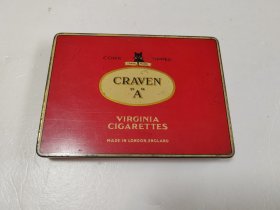 CORK TIPPED
CRAVEN
"A"
VIRGINIA
CIGARETTES
MADE IN LONDON, ENGLAND